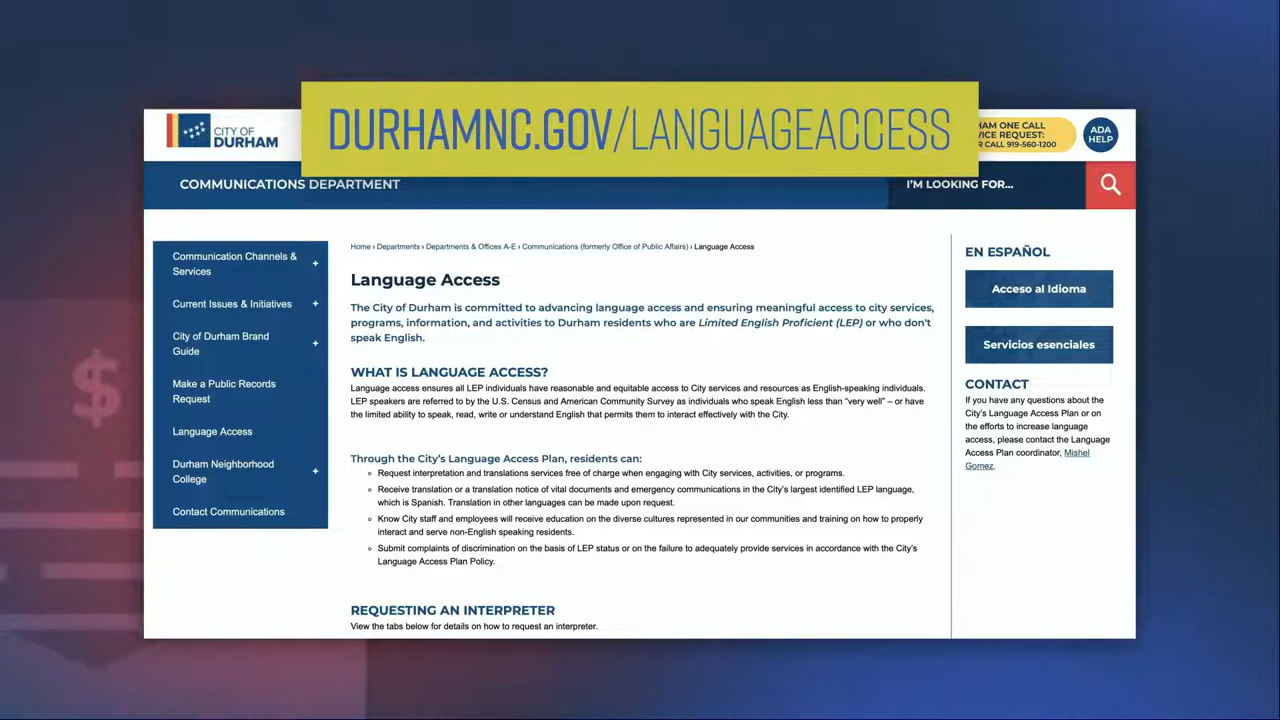 DURHAMNC.GOV/LANGUAGEACCESS
CITY OF
DURHAM
ONE CALL
REQUEST:
CALL 919-560-1200
ADA
HELP
COMMUNICATIONS DEPARTMENT
I'M LOOKING FOR...
Communication Channels &
Services
+
Current Issues & Initiatives
+
City of Durham Brand
Guide
+
Make a Public Records
Request
Language Access
Durham Neighborhood
College
+
Contact Communications
Home › Departments › Departments & Offices A-E › Communications (formerly Office of Public Affairs) › Language Access
Language Access
The City of Durham is committed to advancing language access and ensuring meaningful access to city services,
programs, information, and activities to Durham residents who are Limited English Proficient (LEP) or who don't
speak English.
WHAT IS LANGUAGE ACCESS?
Language access ensures all LEP individuals have reasonable and equitable access to City services and resources as English-speaking individuals.
LEP speakers are referred to by the U.S. Census and American Community Survey as individuals who speak English less than “very well” – or have
the limited ability to speak, read, write or understand English that permits them to interact effectively with the City.
Through the City's Language Access Plan, residents can:
Request interpretation and translations services free of charge when engaging with City services, activities, or programs.
Receive translation or a translation notice of vital documents and emergency communications in the City's largest identified LEP language,
which is Spanish. Translation in other languages can be made upon request.
Know City staff and employees will receive education on the diverse cultures represented in our communities and training on how to properly
interact and serve non-English speaking residents.
Submit complaints of discrimination on the basis of LEP status or on the failure to adequately provide services in accordance with the City's
Language Access Plan Policy.
REQUESTING AN INTERPRETER
View the tabs below for details on how to request an interpreter.
EN ESPAÑOL
Acceso al Idioma
Servicios esenciales
CONTACT
If you have any questions about the
City's Language Access Plan or on
the efforts to increase language
access, please contact the Language
Access Plan coordinator, Mishel
Gomez.
$